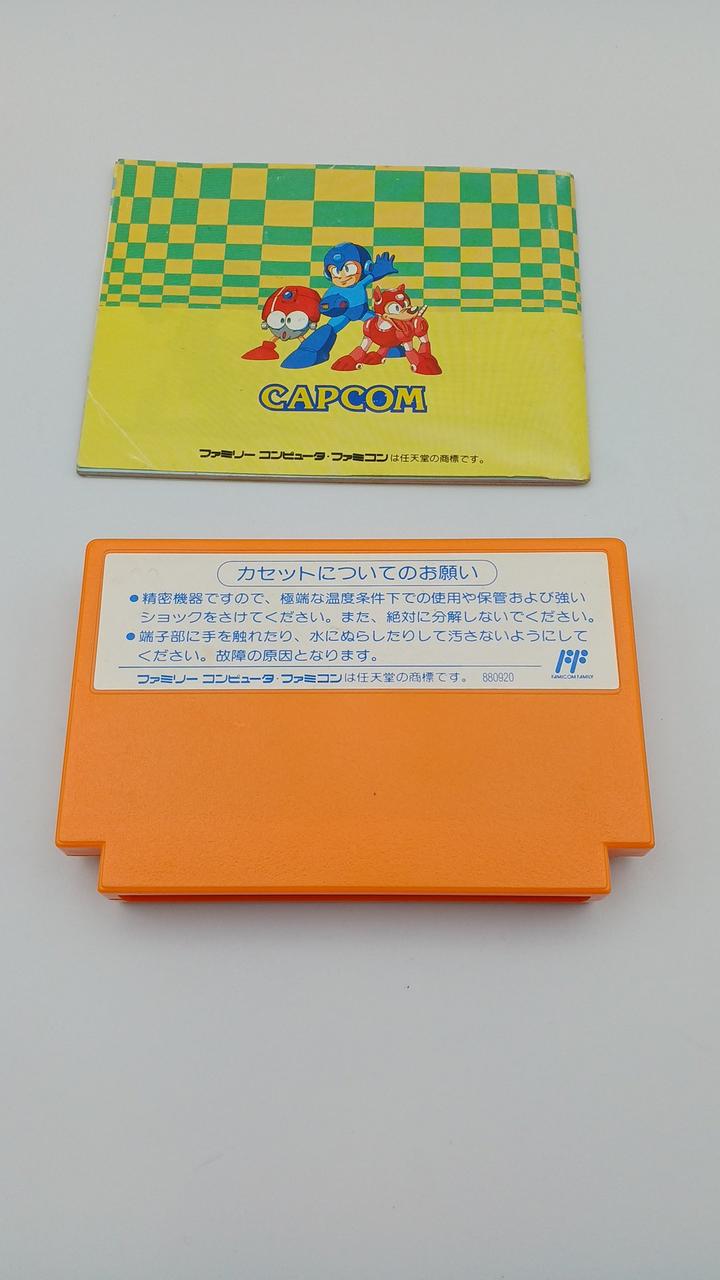 CAPCOM
ファミリー コンピュータ・ファミコンは任天堂の商標です。
カセットについてのお願い
●精密機器ですので、極端な温度条件下での使用や保管および強い
ショックをさけてください。また、絶対に分解しないでください。
●端子部に手を触れたり、水にぬらしたりして汚さないようにして
ください。故障の原因となります。
ファミリー コンピュータ・ファミコンは任天堂の商標です。 880920
FAMICOM FAMILY